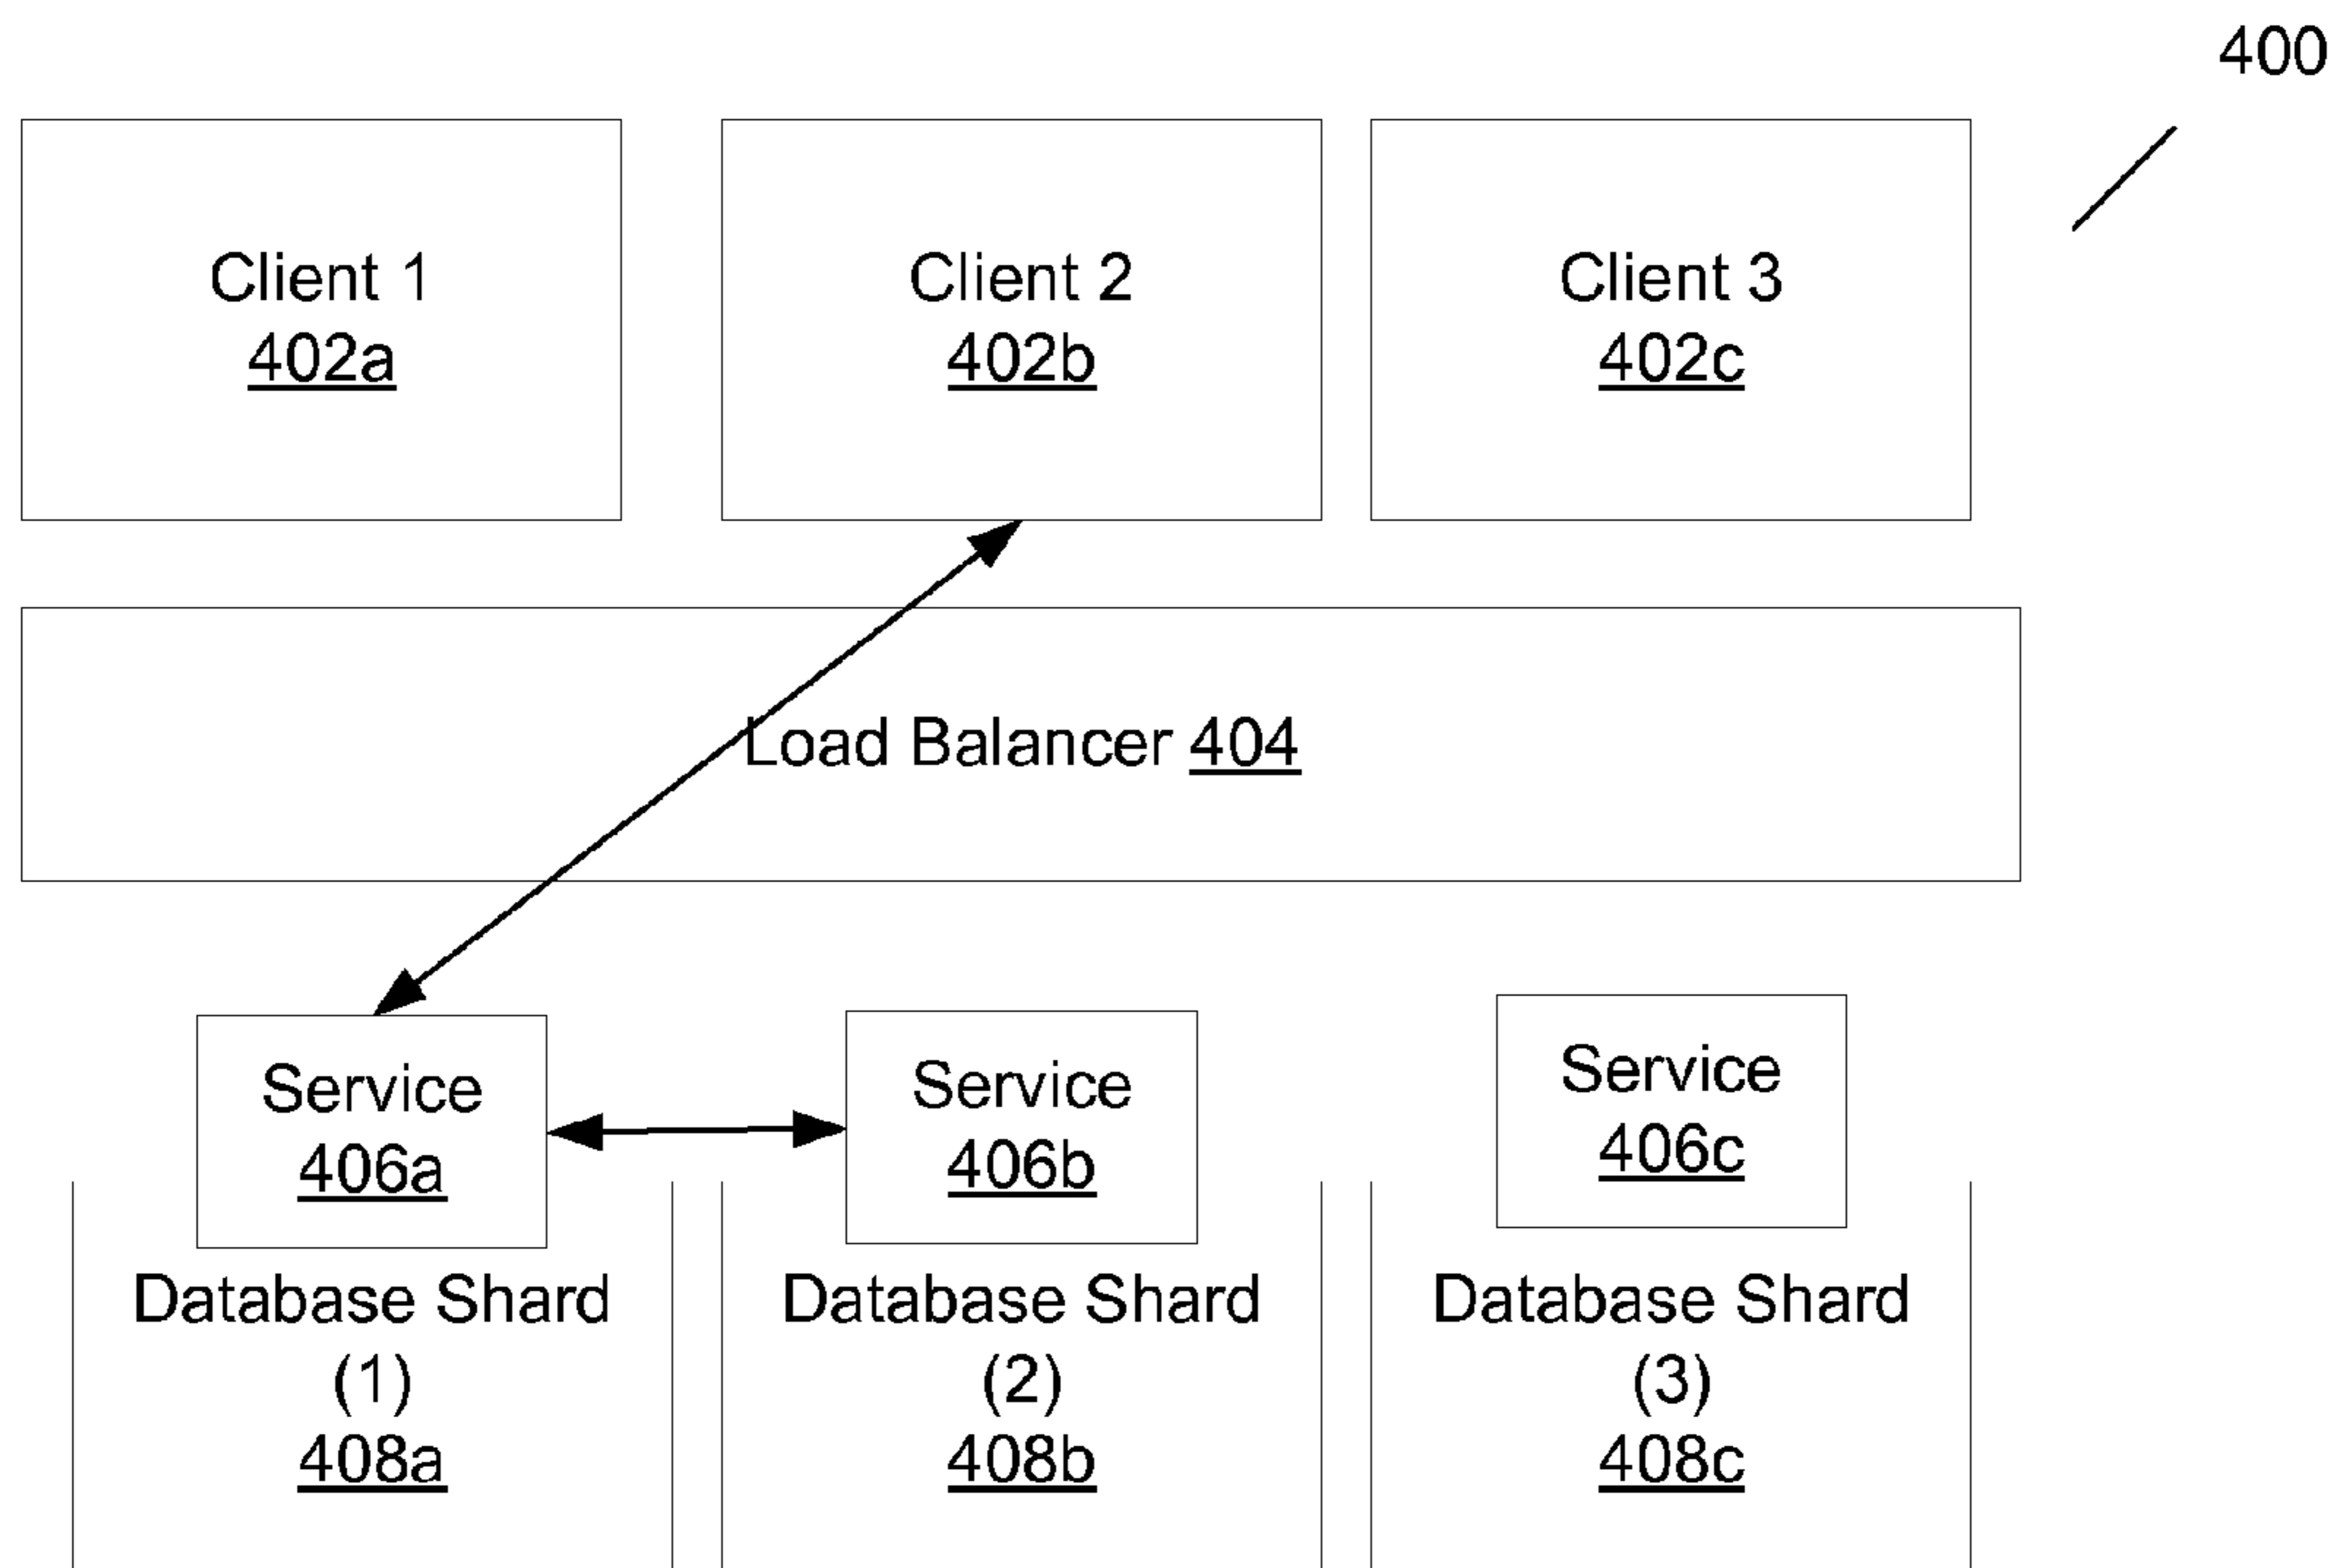 400
Client 1
402a
Client 2
402b
Client 3
402c
Load Balancer 404
Service
406a
Service
406b
Service
406c
Database Shard
(1)
408a
Database Shard
(2)
408b
Database Shard
(3)
408c